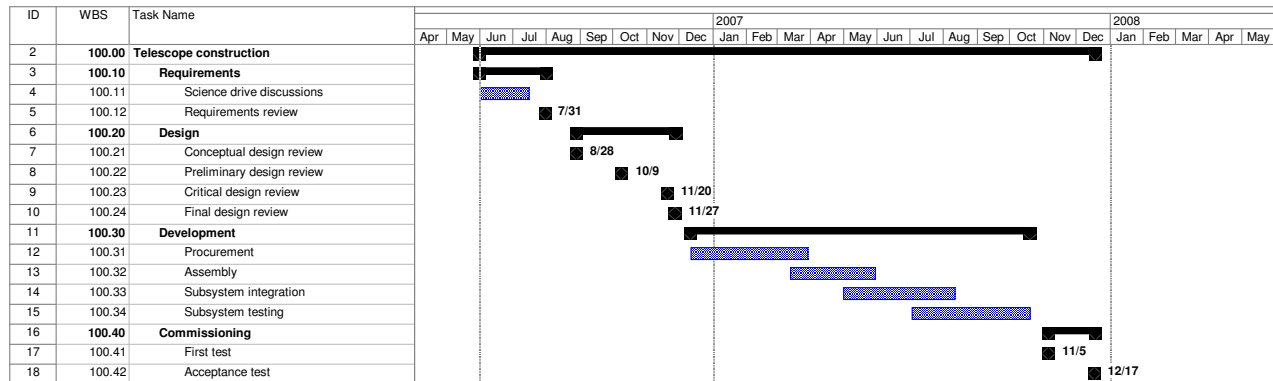 ID WBS Task Name 2007 2008
Apr May Jun Jul Aug Sep Oct Nov Dec Jan Feb Mar Apr May Jun Jul Aug Sep Oct Nov Dec Jan Feb Mar Apr May
2 100.00 Telescope construction
3 100.10 Requirements
4 100.11 Science drive discussions
5 100.12 Requirements review 7/31
6 100.20 Design
7 100.21 Conceptual design review 8/28
8 100.22 Preliminary design review 10/9
9 100.23 Critical design review 11/20
10 100.24 Final design review 11/27
11 100.30 Development
12 100.31 Procurement
13 100.32 Assembly
14 100.33 Subsystem integration
15 100.34 Subsystem testing
16 100.40 Commissioning
17 100.41 First test 11/5
18 100.42 Acceptance test 12/17